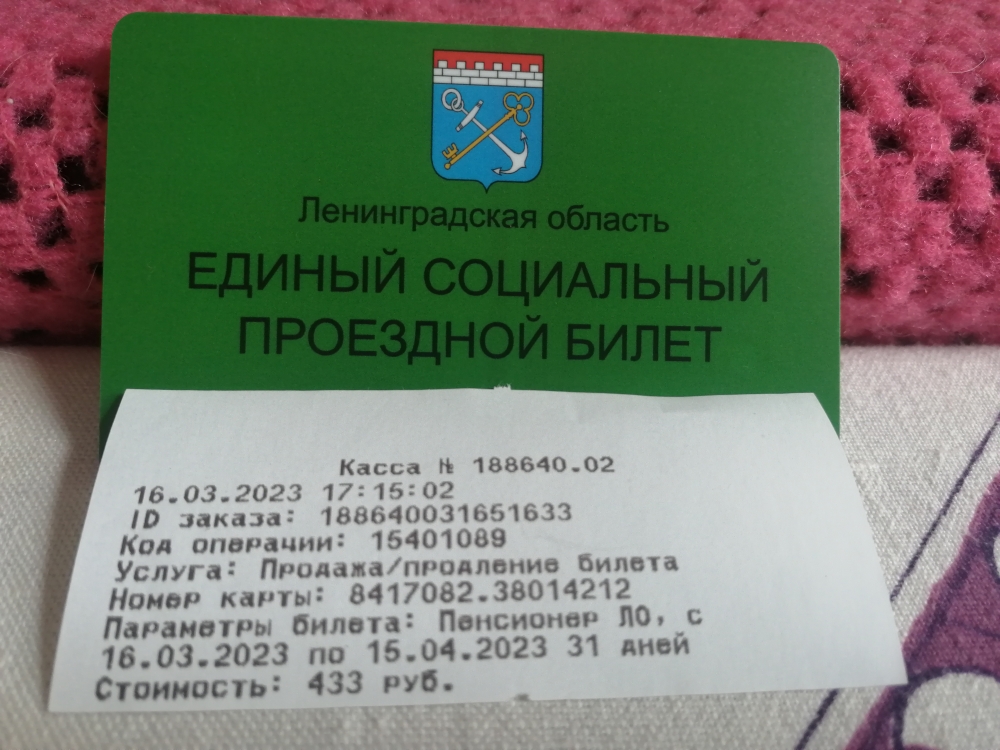 Ленинградская область
ЕДИНЫЙ СОЦИАЛЬНЫЙ
ПРОЕЗДНОЙ БИЛЕТ
Касса № 188640.02
16.03.2023 17:15:02
ID заказа: 188640031651633
Код операции: 15401089
Услуга: Продажа/продление билета
Номер карты: 8417082.38014212
Параметры билета: Пенсионер ЛО, с
16.03.2023 по 15.04.2023 31 дней
Стоимость: 433 руб.